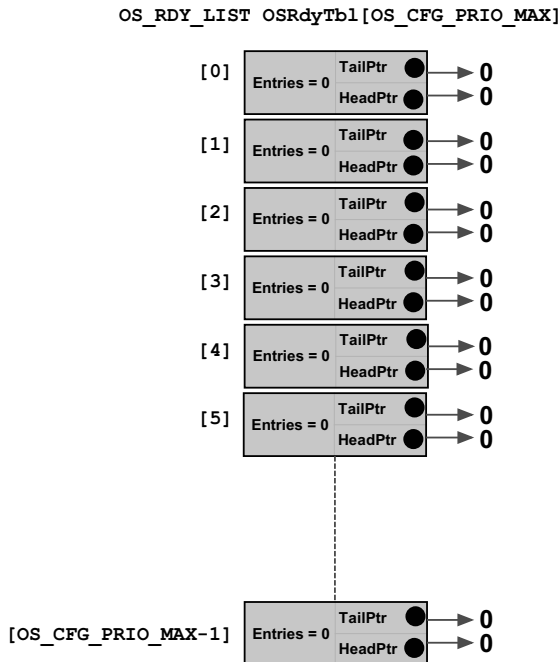 OS_RDY_LIST OSRdyTbl[OS_CFG_PRIO_MAX]
[0] Entries = 0 TailPtr 0
HeadPtr 0
[1] Entries = 0 TailPtr 0
HeadPtr 0
[2] Entries = 0 TailPtr 0
HeadPtr 0
[3] Entries = 0 TailPtr 0
HeadPtr 0
[4] Entries = 0 TailPtr 0
HeadPtr 0
[5] Entries = 0 TailPtr 0
HeadPtr 0
[OS_CFG_PRIO_MAX-1] Entries = 0 TailPtr 0
HeadPtr 0